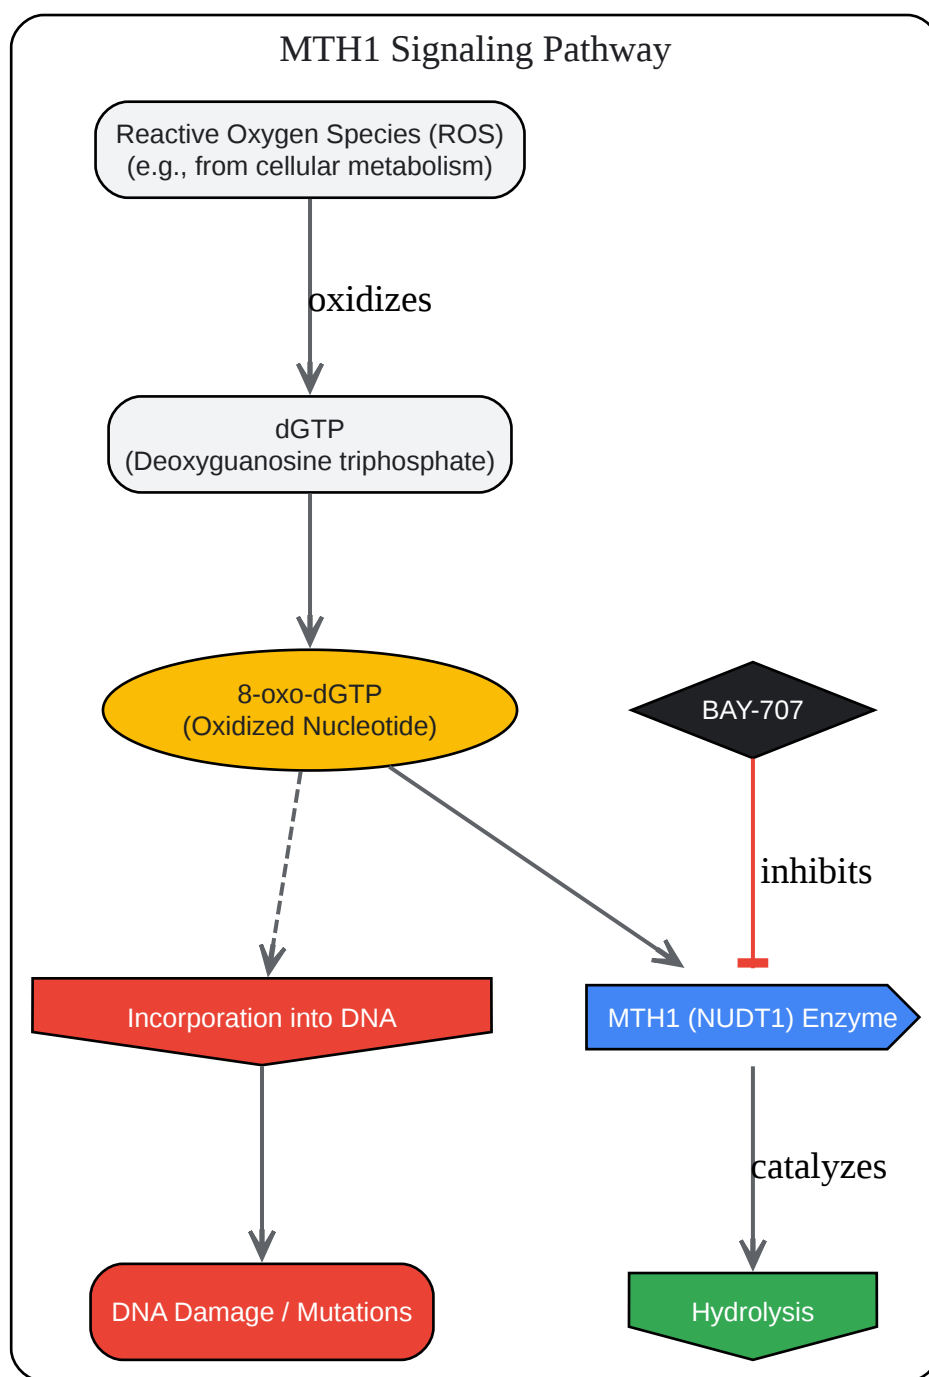 MTH1 Signaling Pathway
Reactive Oxygen Species (ROS)
(e.g., from cellular metabolism)
oxidizes
dGTP
(Deoxyguanosine triphosphate)
8-oxo-dGTP
(Oxidized Nucleotide)
BAY-707
inhibits
Incorporation into DNA
MTH1 (NUDT1) Enzyme
catalyzes
DNA Damage / Mutations
Hydrolysis